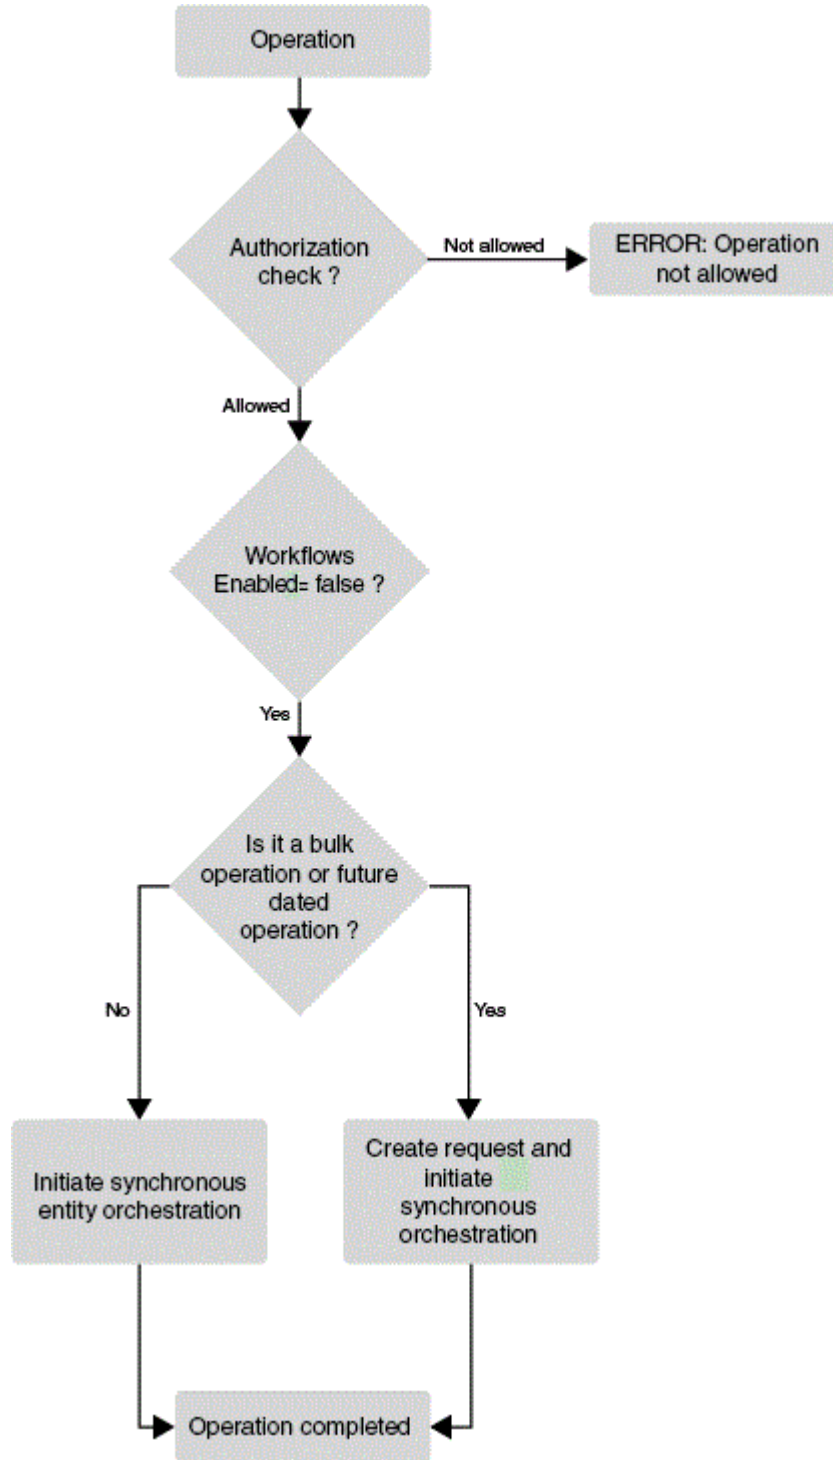 Operation
Authorization
check ?
Not allowed
ERROR: Operation
not allowed
Allowed
Workflows
Enabled= false ?
Yes
Is it a bulk
operation or future
dated
operation ?
No
Yes
Initiate synchronous
entity orchestration
Create request and
initiate
synchronous
orchestration
Operation completed